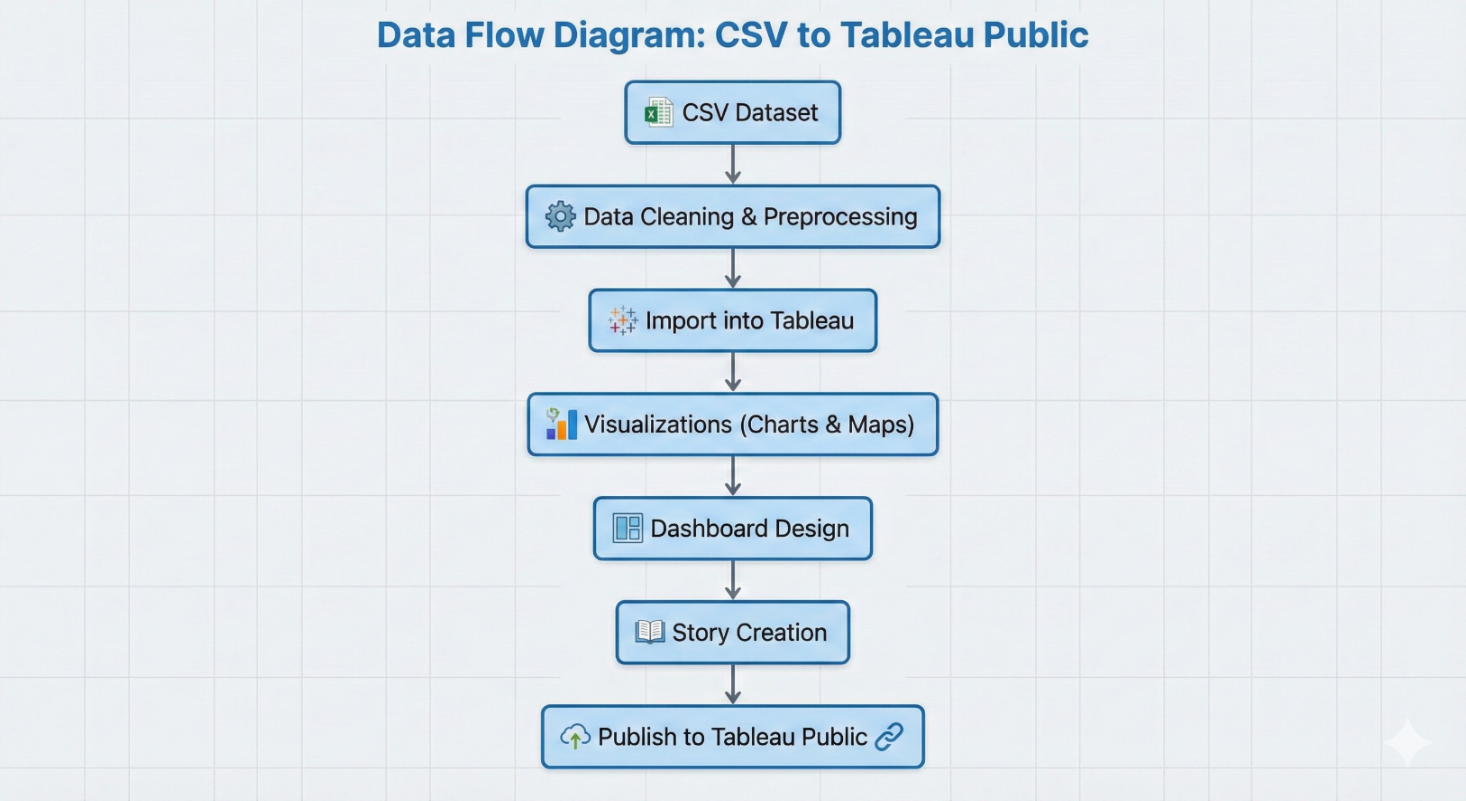 Data Flow Diagram: CSV to Tableau Public
CSV Dataset
Data Cleaning & Preprocessing
Import into Tableau
Visualizations (Charts & Maps)
Dashboard Design
Story Creation
Publish to Tableau Public